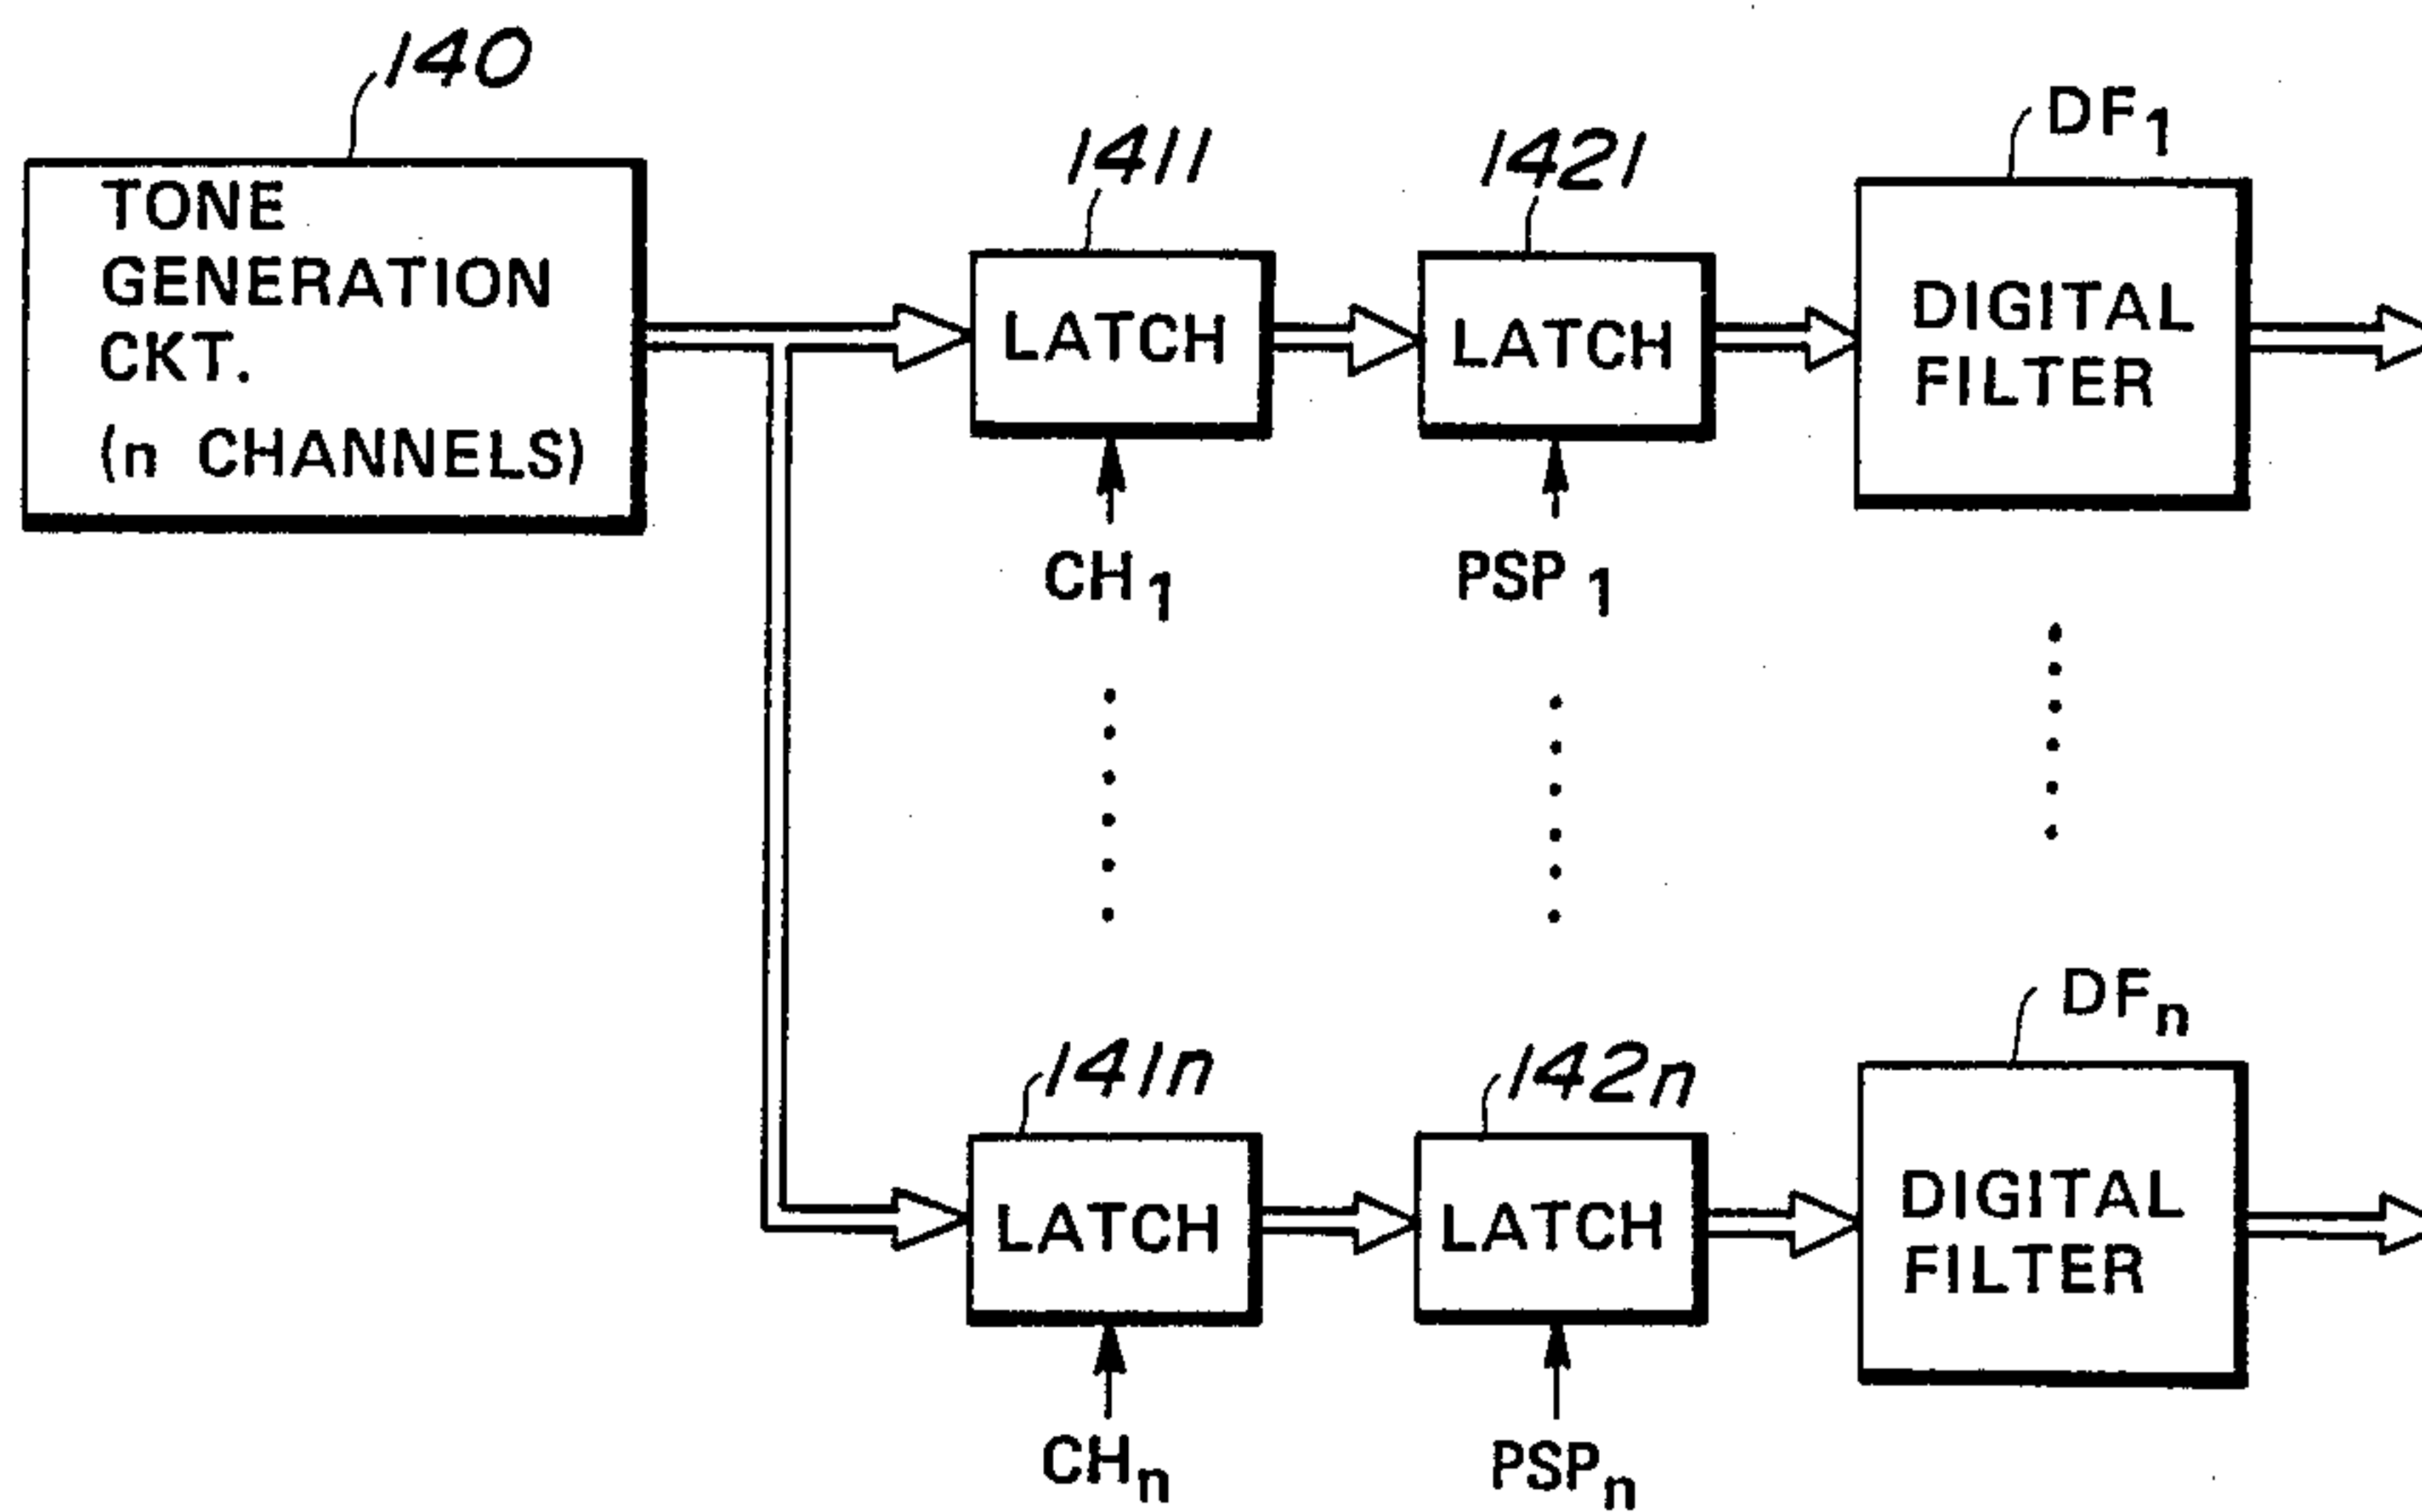 140
TONE
GENERATION
CKT.
(n CHANNELS)
1411
LATCH
CH1
1421
LATCH
PSP1
DF1
DIGITAL
FILTER
141n
LATCH
CHn
142n
LATCH
PSPn
DFn
DIGITAL
FILTER